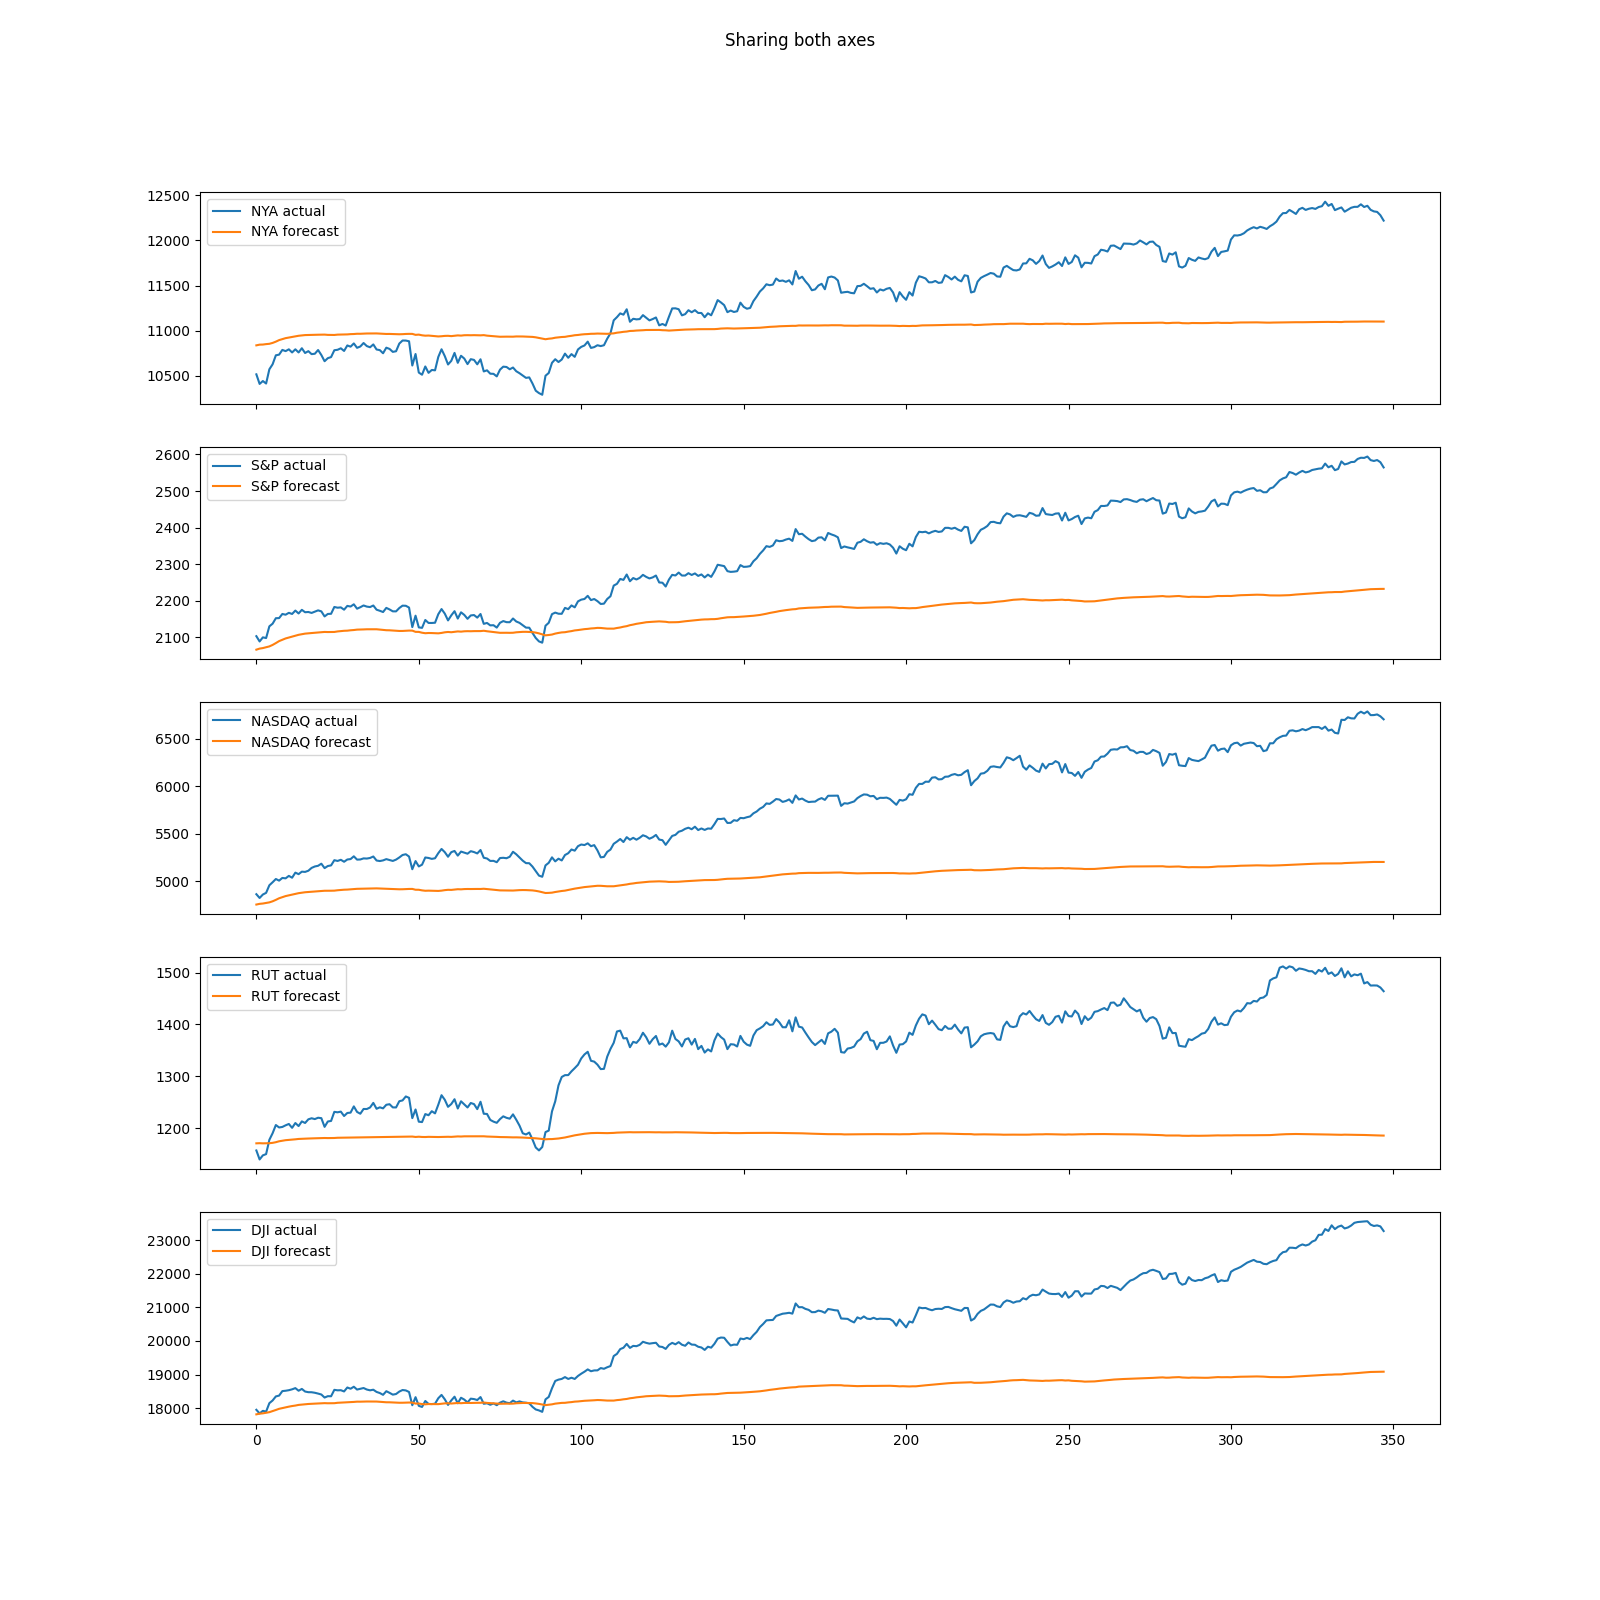 Sharing both axes
12500
12000
11500
11000
10500
NYA actual
NYA forecast
2600
2500
2400
2300
2200
2100
S&P actual
S&P forecast
6500
6000
5500
5000
NASDAQ actual
NASDAQ forecast
1500
1400
1300
1200
RUT actual
RUT forecast
23000
22000
21000
20000
19000
18000
DJI actual
DJI forecast
0 50 100 150 200 250 300 350